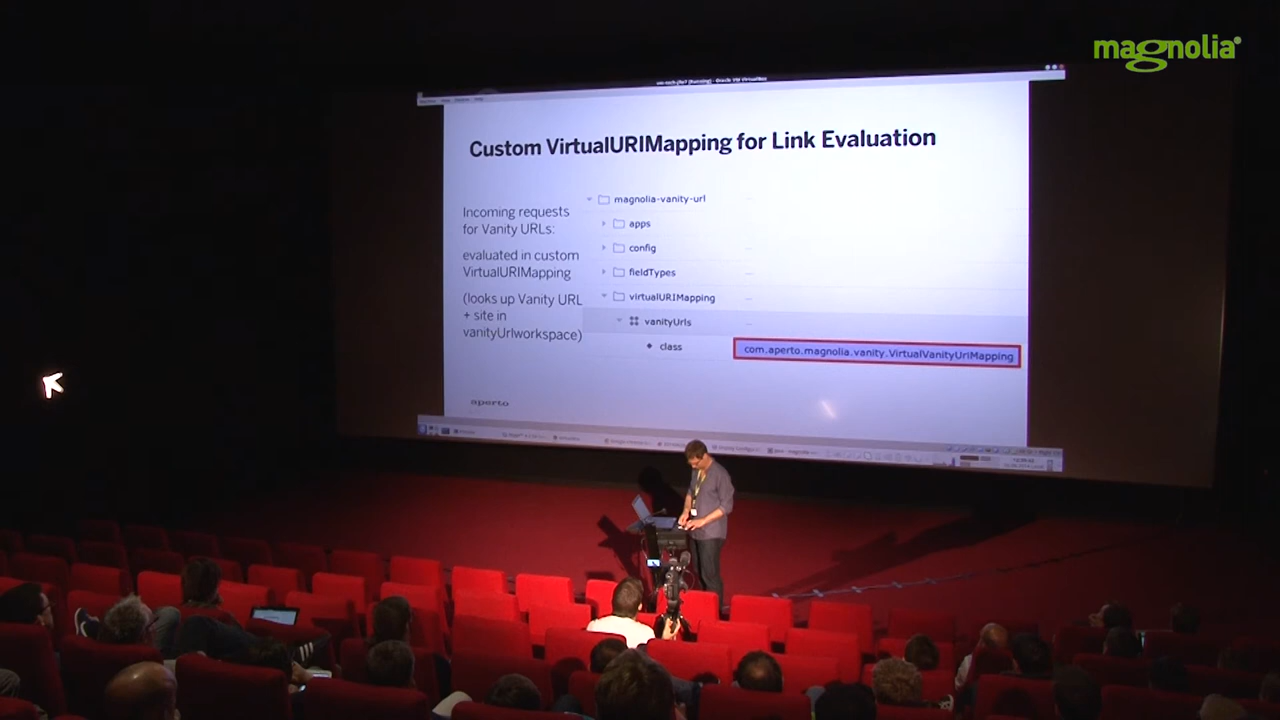 magnolia®
Custom VirtualURIMapping for Link Evaluation
Incoming requests
for Vanity URLs:
evaluated in custom
VirtualURIMapping
(looks up Vanity URL
+ site in
vanityUrlworkspace)
magnolia-vanity-url
apps
config
fieldTypes
virtualURIMapping
vanityUrls
class
com.aperto.magnolia.vanity.VirtualVanityUriMapping
aperto